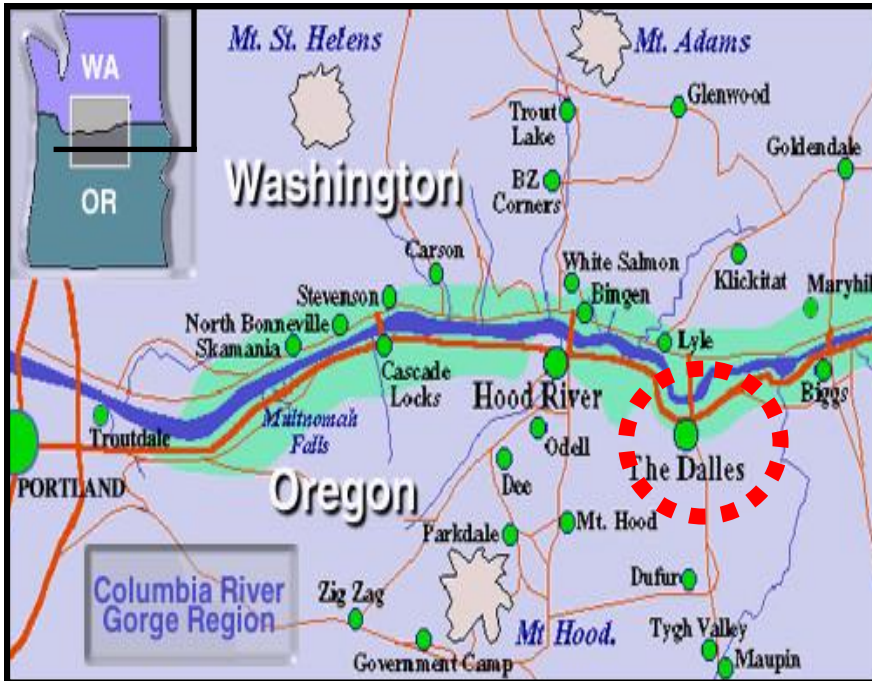 Mt. St. Helens
Mt. Adams
WA
OR
Trout
Lake
Glenwood
Goldendale
BZ
Corners
Washington
Carson
White Salmon
Klickitat
Stevenson
Bingen
Maryhil
North Bonneville
Skamania
Lyle
Cascade
Locks
Hood River
Biggs
Troutdale
Multnomah
Falls
Odell
The Dalles
PORTLAND
Oregon
Dee
Parkdale
Mt. Hood
Columbia River
Gorge Region
Zig Zag
Dufur
Mt Hood.
Tygh Valley
Government Camp
Maupin